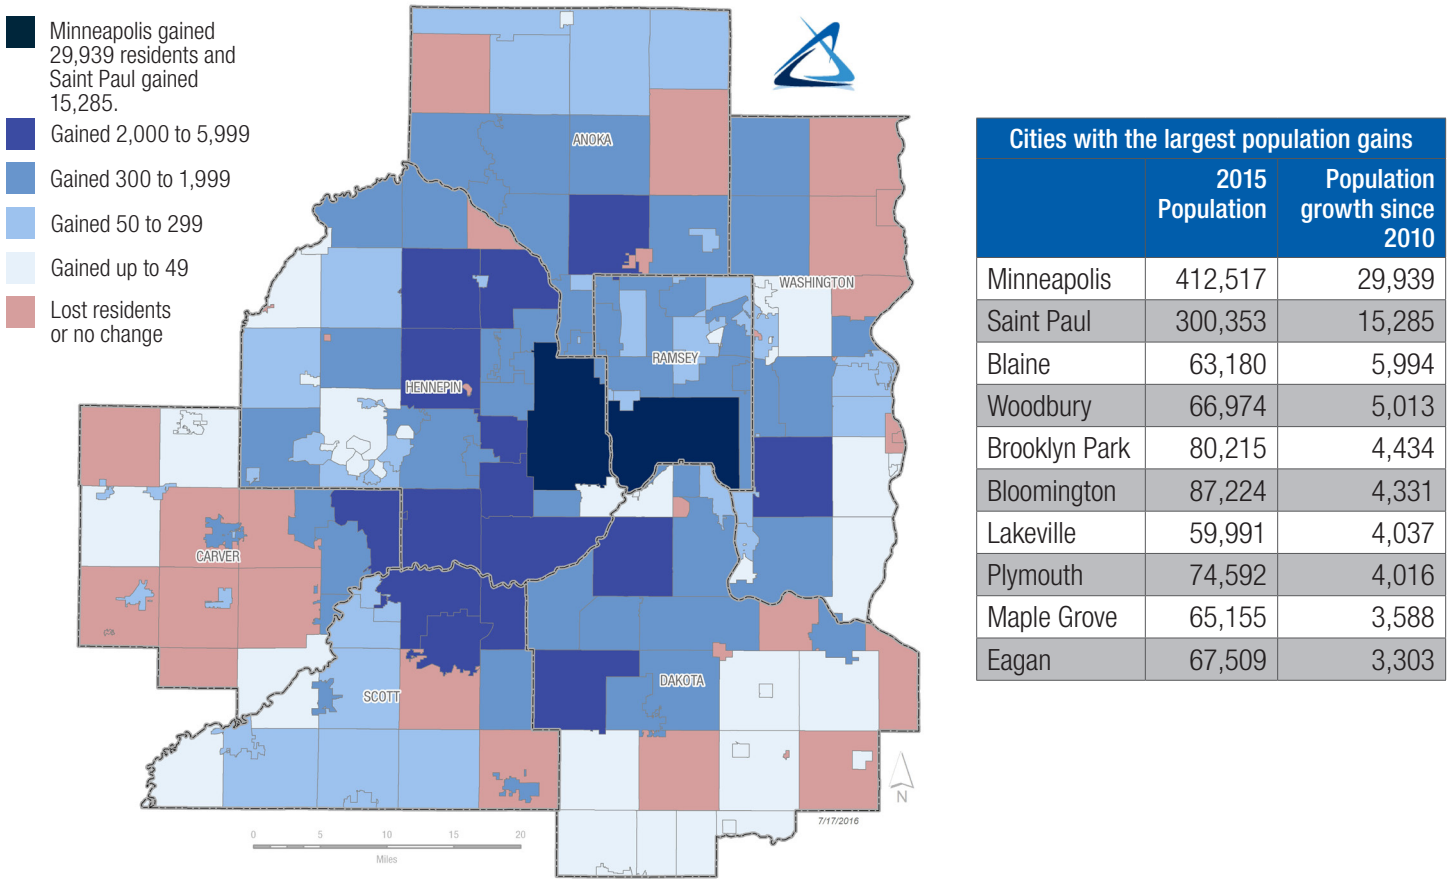 Minneapolis gained
29,939 residents and
Saint Paul gained
15,285.
Gained 2,000 to 5,999
Gained 300 to 1,999
Gained 50 to 299
Gained up to 49
Lost residents
or no change
ANOKA
WASHINGTON
RAMSEY
HENNEPIN
CARVER
SCOTT
DAKOTA
0 5 10 15 20
Miles
N
7/17/2016
Cities with the largest population gains
2015
Population
Population
growth since
2010
Minneapolis 412,517 29,939
Saint Paul 300,353 15,285
Blaine 63,180 5,994
Woodbury 66,974 5,013
Brooklyn Park 80,215 4,434
Bloomington 87,224 4,331
Lakeville 59,991 4,037
Plymouth 74,592 4,016
Maple Grove 65,155 3,588
Eagan 67,509 3,303